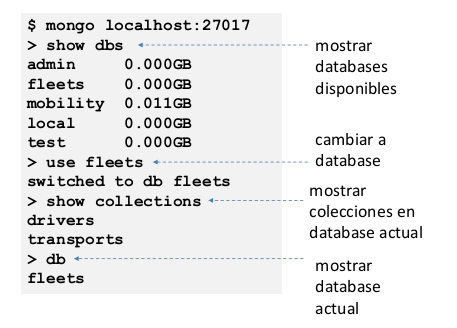 $ mongo localhost:27017
> show dbs
admin 0.000GB
fleets 0.000GB
mobility 0.011GB
local 0.000GB
test 0.000GB
> use fleets
switched to db fleets
> show collections
drivers
transports
> db
fleets
mostrar
databases
disponibles
cambiar a
database
mostrar
colecciones en
database actual
mostrar
database
actual